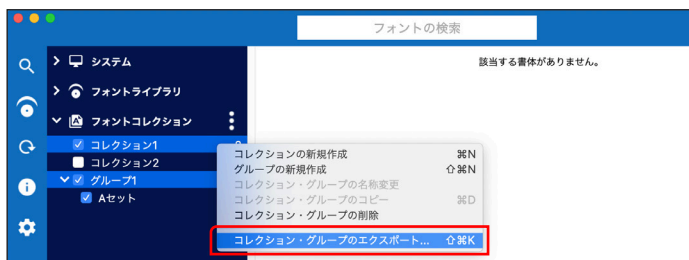 フォントの検索
該当する書体がありません。
システム
フォントライブラリ
フォントコレクション
コレクション1
コレクション2
グループ1
Aセット
コレクションの新規作成 ⌘N
グループの新規作成 ⇧⌘N
コレクション・グループの名称変更
コレクション・グループのコピー ⌘D
コレクション・グループの削除
コレクション・グループのエクスポート... ⇧⌘K